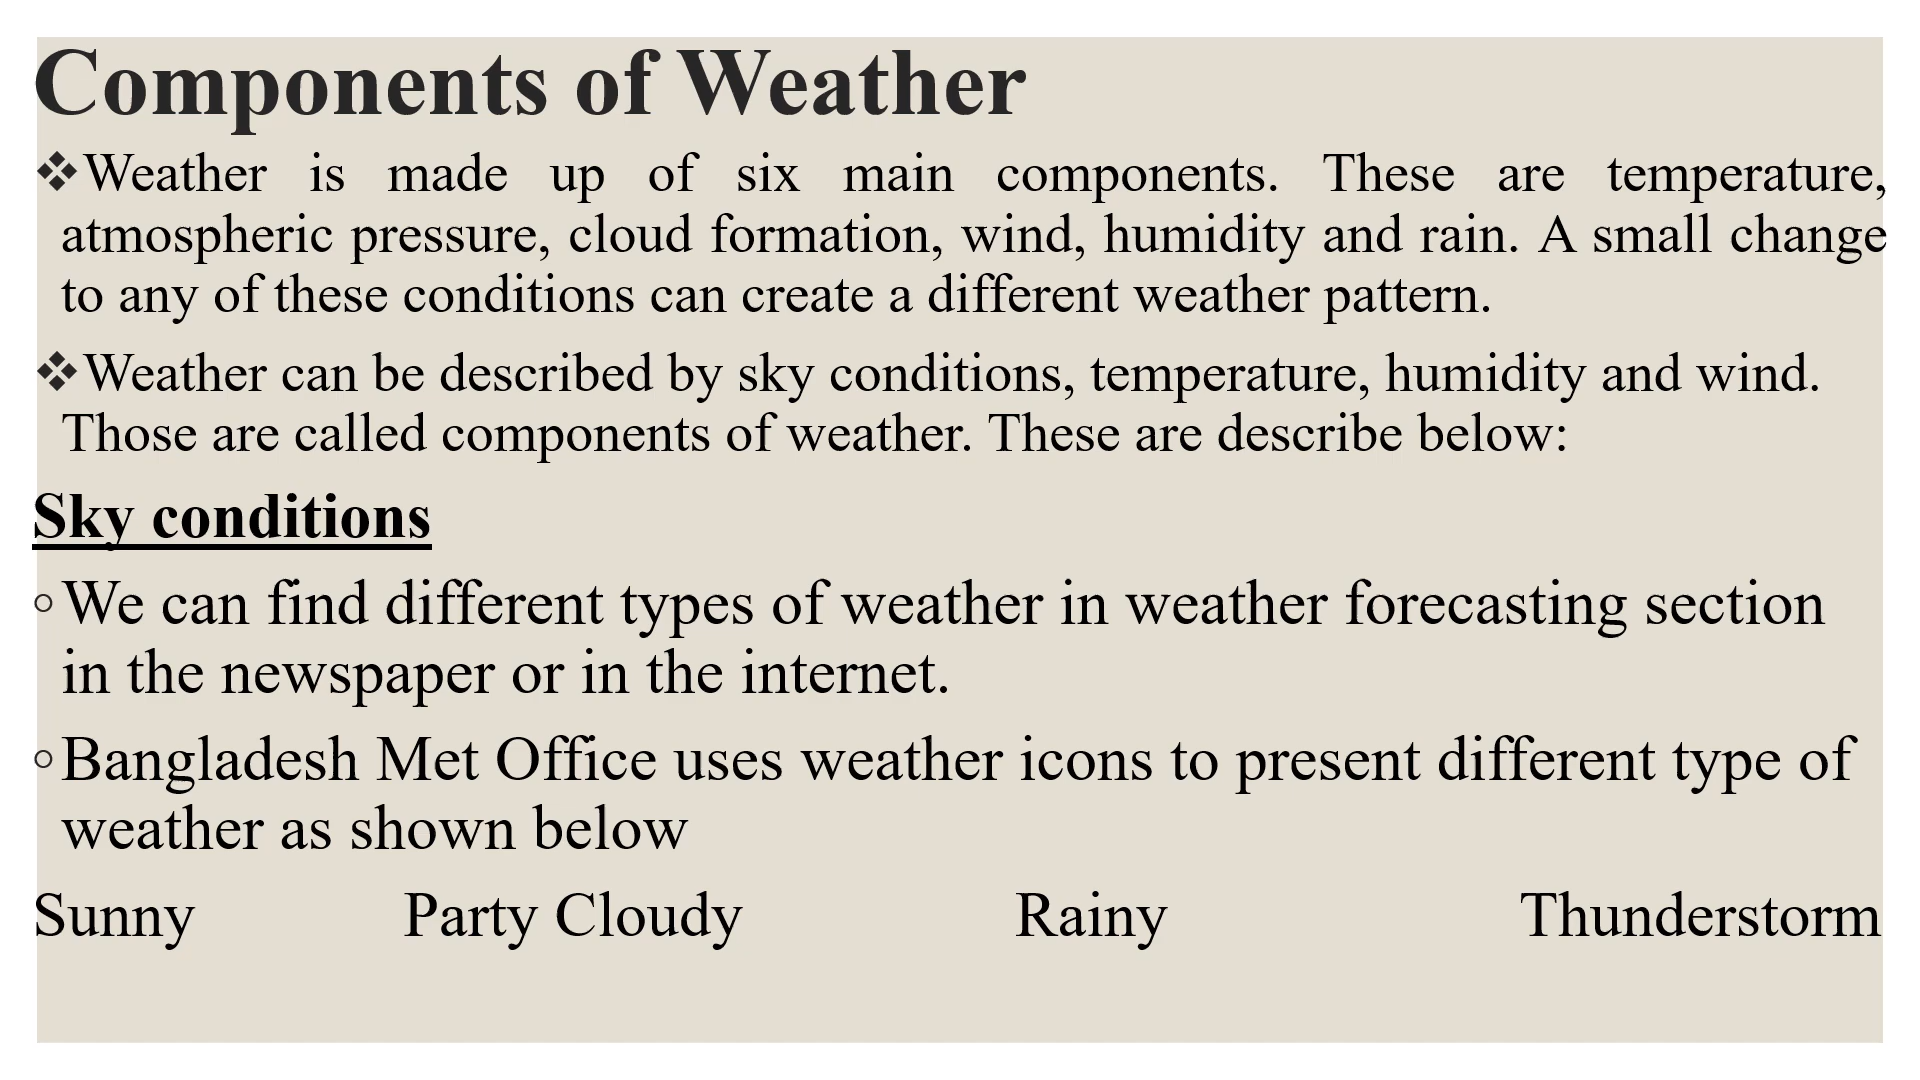 Components of Weather
❖Weather is made up of six main components. These are temperature,
atmospheric pressure, cloud formation, wind, humidity and rain. A small change
to any of these conditions can create a different weather pattern.
❖Weather can be described by sky conditions, temperature, humidity and wind.
Those are called components of weather. These are describe below:
Sky conditions
◦We can find different types of weather in weather forecasting section
in the newspaper or in the internet.
◦Bangladesh Met Office uses weather icons to present different type of
weather as shown below
Sunny Party Cloudy Rainy Thunderstorm